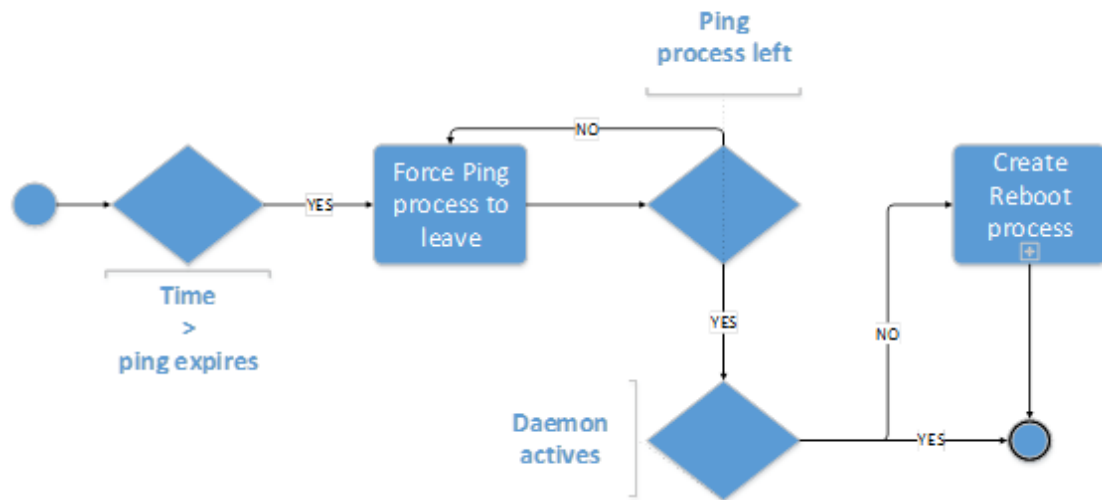 Ping
process left
NO
Force Ping
process to
leave
Create
Reboot
process
YES
Time
>
ping expires
YES
NO
Daemon
actives
YES